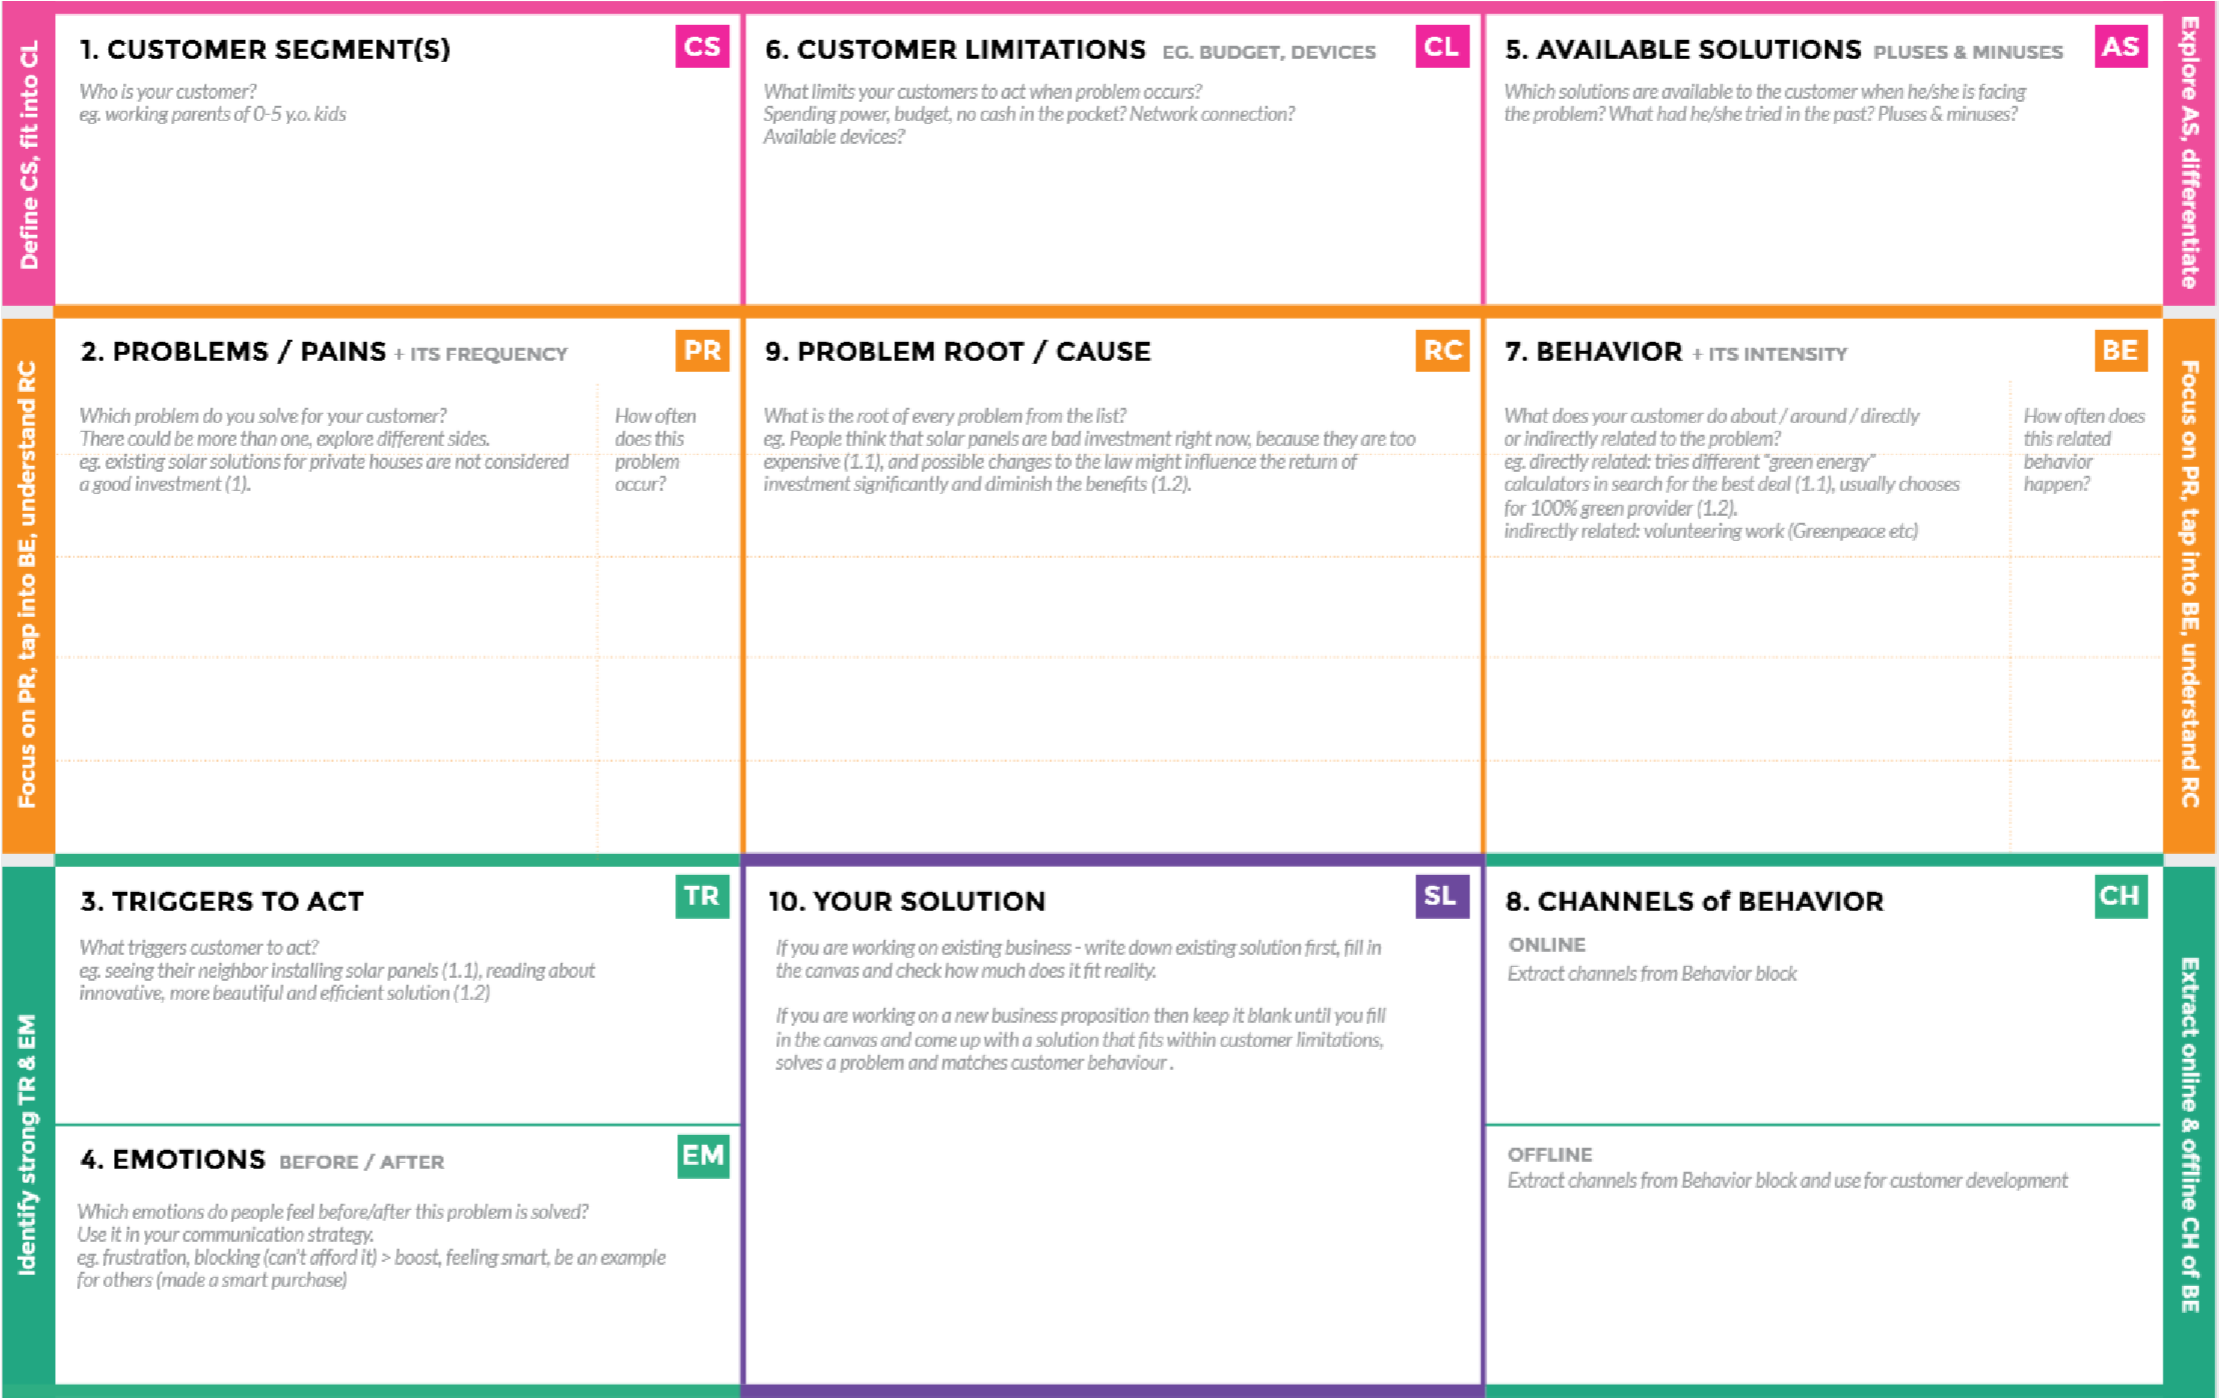 Define CS, fit into CL
1. CUSTOMER SEGMENT(S)
CS
Who is your customer?
eg. working parents of 0-5 y.o. kids
6. CUSTOMER LIMITATIONS EG. BUDGET, DEVICES
CL
What limits your customers to act when problem occurs?
Spending power, budget, no cash in the pocket? Network connection?
Available devices?
5. AVAILABLE SOLUTIONS PLUSES & MINUSES
AS
Which solutions are available to the customer when he/she is facing
the problem? What had he/she tried in the past? Pluses & minuses?
Explore AS, differentiate
Focus on PR, tap into BE, understand RC
2. PROBLEMS / PAINS + ITS FREQUENCY
PR
Which problem do you solve for your customer?
There could be more than one, explore different sides.
eg. existing solar solutions for private houses are not considered
a good investment (1).
How often
does this
problem
occur?
9. PROBLEM ROOT / CAUSE
RC
What is the root of every problem from the list?
eg. People think that solar panels are bad investment right now, because they are too
expensive (1.1), and possible changes to the law might influence the return of
investment significantly and diminish the benefits (1.2).
7. BEHAVIOR + ITS INTENSITY
BE
What does your customer do about / around / directly
or indirectly related to the problem?
eg. directly related: tries different "green energy"
calculators in search for the best deal (1.1), usually chooses
for 100% green provider (1.2).
indirectly related: volunteering work (Greenpeace etc)
How often does
this related
behavior
happen?
Focus on PR, tap into BE, understand RC
Identify strong TR & EM
3. TRIGGERS TO ACT
TR
What triggers customer to act?
eg. seeing their neighbor installing solar panels (1.1), reading about
innovative, more beautiful and efficient solution (1.2)
4. EMOTIONS BEFORE / AFTER
EM
Which emotions do people feel before/after this problem is solved?
Use it in your communication strategy.
eg. frustration, blocking (can't afford it) > boost, feeling smart, be an example
for others (made a smart purchase)
10. YOUR SOLUTION
SL
If you are working on existing business - write down existing solution first, fill in
the canvas and check how much does it fit reality.
If you are working on a new business proposition then keep it blank until you fill
in the canvas and come up with a solution that fits within customer limitations,
solves a problem and matches customer behaviour .
8. CHANNELS of BEHAVIOR
CH
ONLINE
Extract channels from Behavior block
OFFLINE
Extract channels from Behavior block and use for customer development
Extract online & offline CH of BE